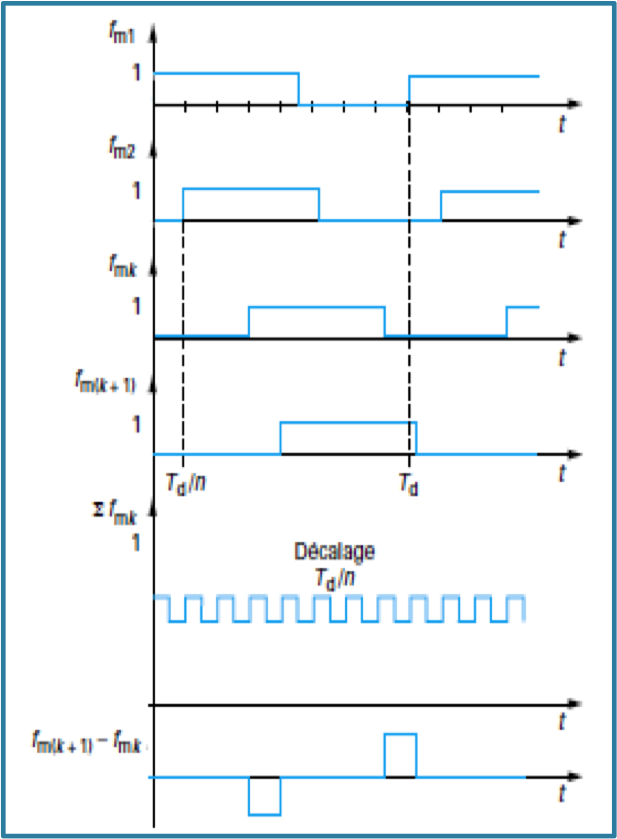 fm1
1
t
fm2
1
t
fmk
1
t
fm(k + 1)
1
t
Td/n
Td
Σ fmk
1
Décalage
Td/n
t
fm(k + 1) – fmk
t